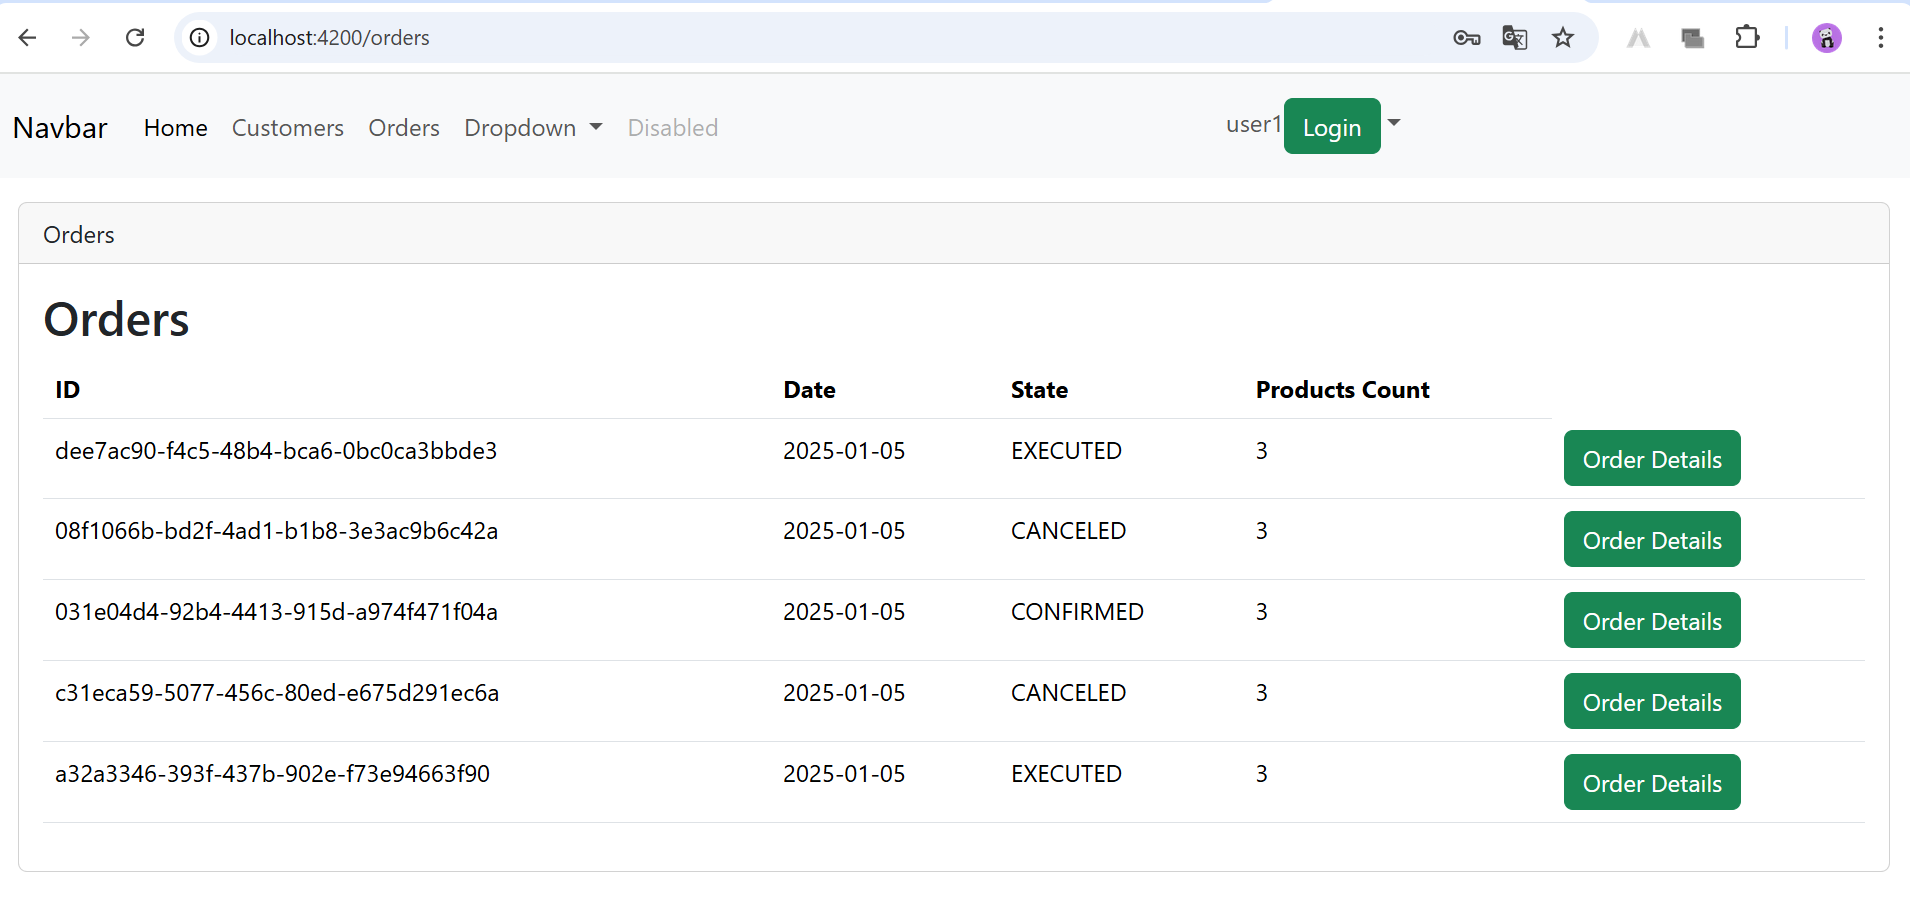 localhost:4200/orders
Navbar Home Customers Orders Dropdown Disabled user1 Login
Orders
Orders
ID Date State Products Count
dee7ac90-f4c5-48b4-bca6-0bc0ca3bbde3 2025-01-05 EXECUTED 3 Order Details
08f1066b-bd2f-4ad1-b1b8-3e3ac9b6c42a 2025-01-05 CANCELED 3 Order Details
031e04d4-92b4-4413-915d-a974f471f04a 2025-01-05 CONFIRMED 3 Order Details
c31eca59-5077-456c-80ed-e675d291ec6a 2025-01-05 CANCELED 3 Order Details
a32a3346-393f-437b-902e-f73e94663f90 2025-01-05 EXECUTED 3 Order Details